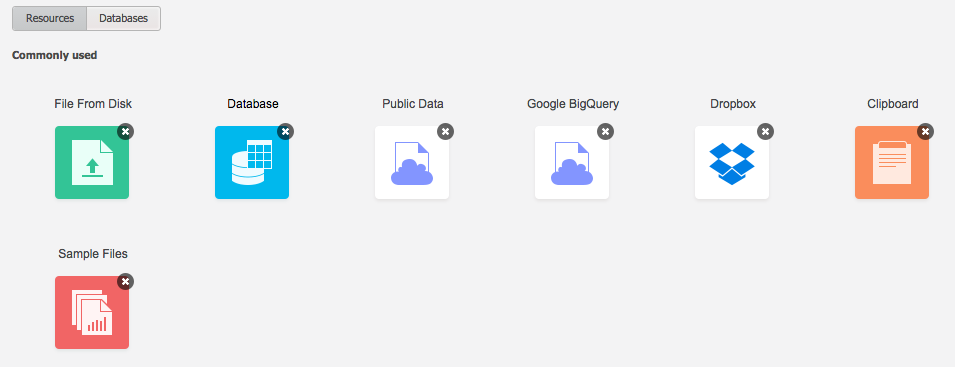 Resources Databases
Commonly used
File From Disk Database Public Data Google BigQuery Dropbox Clipboard
Sample Files